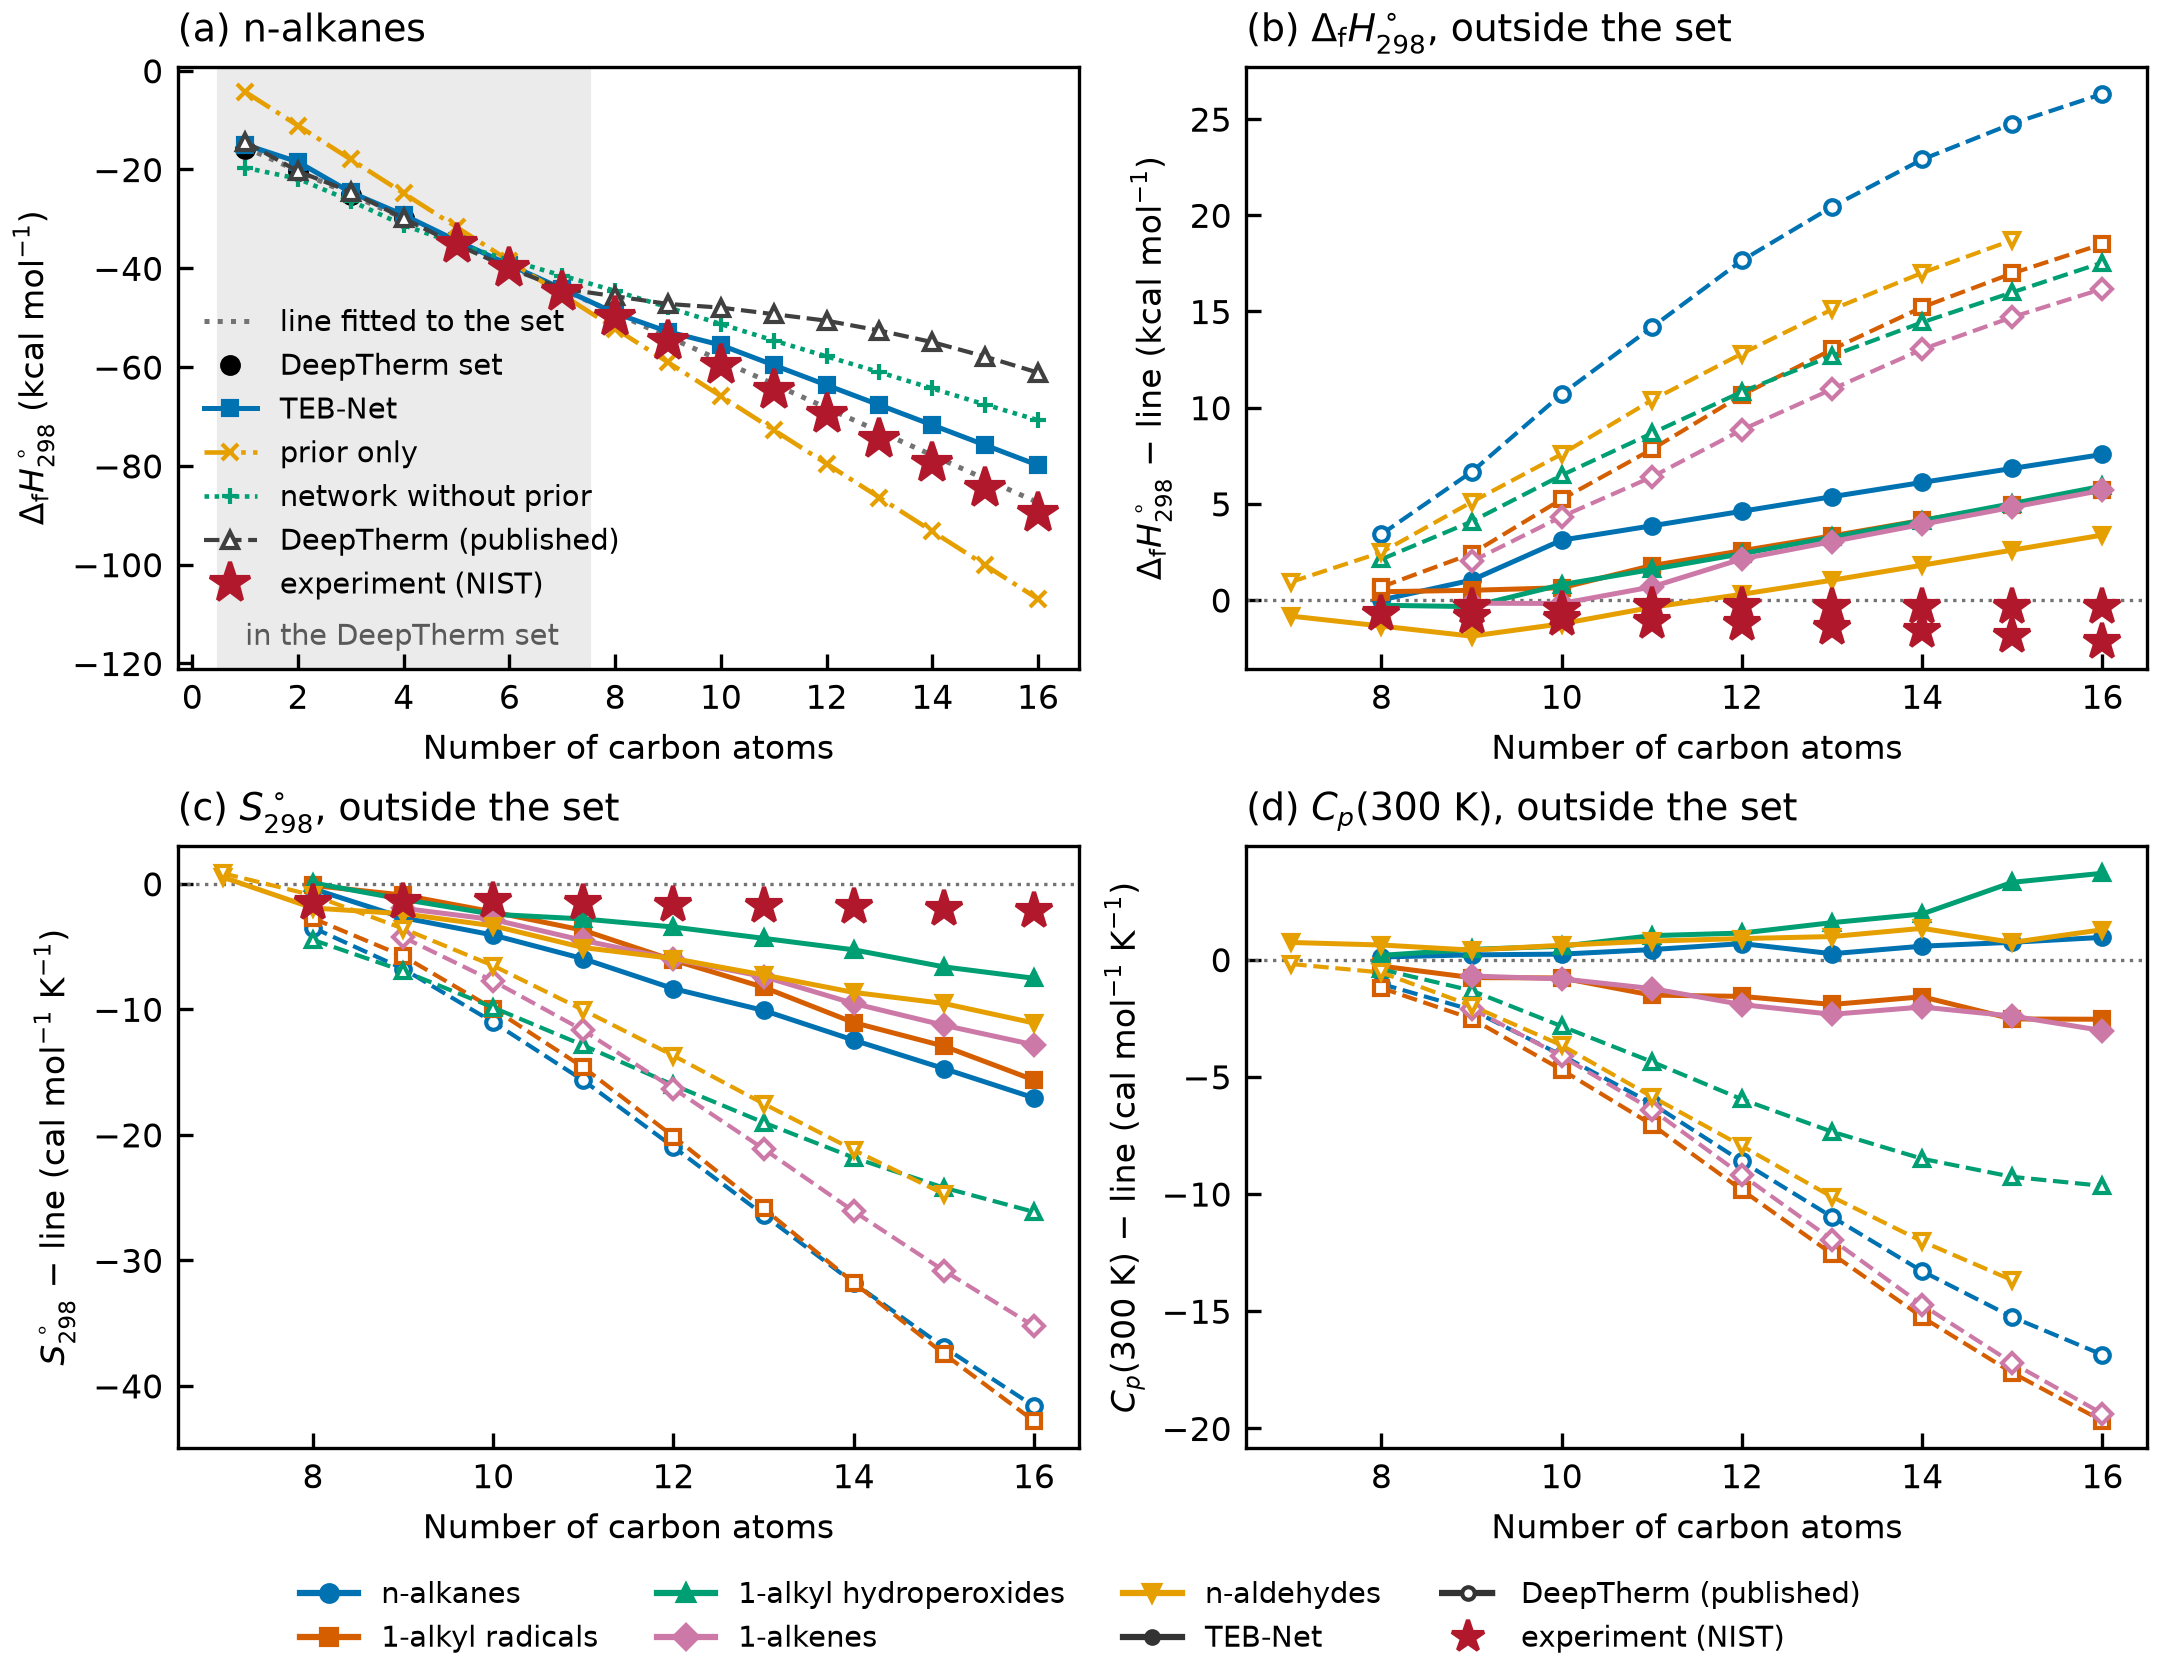 (a) n-alkanes
0
−20
−40
−60
−80
−100
−120
ΔfH°298 (kcal mol−1)
line fitted to the set
DeepTherm set
TEB-Net
prior only
network without prior
DeepTherm (published)
experiment (NIST)
in the DeepTherm set
0 2 4 6 8 10 12 14 16
Number of carbon atoms
(b) ΔfH°298, outside the set
25
20
15
10
5
0
ΔfH°298 − line (kcal mol−1)
8 10 12 14 16
Number of carbon atoms
(c) S°298, outside the set
0
−10
−20
−30
−40
S°298 − line (cal mol−1 K−1)
8 10 12 14 16
Number of carbon atoms
(d) Cp(300 K), outside the set
0
−5
−10
−15
−20
Cp(300 K) − line (cal mol−1 K−1)
8 10 12 14 16
Number of carbon atoms
n-alkanes 1-alkyl hydroperoxides n-aldehydes DeepTherm (published)
1-alkyl radicals 1-alkenes TEB-Net experiment (NIST)